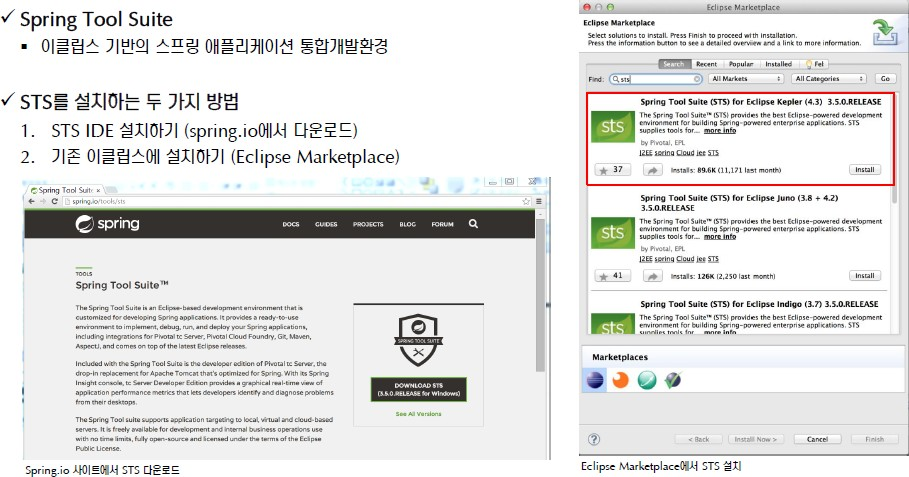 ✓ Spring Tool Suite
▪ 이클립스 기반의 스프링 애플리케이션 통합개발환경
✓ STS를 설치하는 두 가지 방법
1. STS IDE 설치하기 (spring.io에서 다운로드)
2. 기존 이클립스에 설치하기 (Eclipse Marketplace)
Spring Tool Suite ×
spring.io/tools/sts
spring
DOCS GUIDES PROJECTS BLOG FORUM
TOOLS
Spring Tool Suite™
The Spring Tool Suite is an Eclipse-based development environment that is
customized for developing Spring applications. It provides a ready-to-use
environment to implement, debug, run, and deploy your Spring applications,
including integrations for Pivotal tc Server, Pivotal Cloud Foundry, Git, Maven,
AspectJ, and comes on top of the latest Eclipse releases.
Included with the Spring Tool Suite is the developer edition of Pivotal tc Server, the
drop-in replacement for Apache Tomcat that's optimized for Spring. With its Spring
Insight console, tc Server Developer Edition provides a graphical real-time view of
application performance metrics that lets developers identify and diagnose problems
from their desktops.
The Spring Tool suite supports application targeting to local, virtual and cloud-based
servers. It is freely available for development and internal business operations use
with no time limits, fully open-source and licensed under the terms of the Eclipse
Public License.
SPRING TOOL SUITE
DOWNLOAD STS
(3.5.0.RELEASE for Windows)
See All Versions
Spring.io 사이트에서 STS 다운로드
Eclipse Marketplace
Eclipse Marketplace
Select solutions to install. Press Finish to proceed with installation.
Press the information button to see a detailed overview and a link to more information.
Search Recent Popular Installed Fel
Find: sts All Markets All Categories Go
Spring Tool Suite (STS) for Eclipse Kepler (4.3) 3.5.0.RELEASE
The Spring Tool Suite™ (STS) provides the best Eclipse-powered development
environment for building Spring-powered enterprise applications. STS
supplies tools for... more info
sts
by Pivotal, EPL
J2EE spring Cloud jee STS
37 Installs: 89.6K (11,171 last month) Install
Spring Tool Suite (STS) for Eclipse Juno (3.8 + 4.2)
3.5.0.RELEASE
The Spring Tool Suite™ (STS) provides the best Eclipse-powered development
environment for building Spring-powered enterprise applications. STS
supplies tools for... more info
sts
by Pivotal, EPL
J2EE spring Cloud jee STS
41 Installs: 126K (2,250 last month) Install
Spring Tool Suite (STS) for Eclipse Indigo (3.7) 3.5.0.RELEASE
The Spring Tool Suite™ (STS) provides the best Eclipse-powered development
environment for building Spring-powered enterprise applications. STS
supplies tools for... more info
sts
Marketplaces
? < Back Install Now > Cancel Finish
Eclipse Marketplace에서 STS 설치